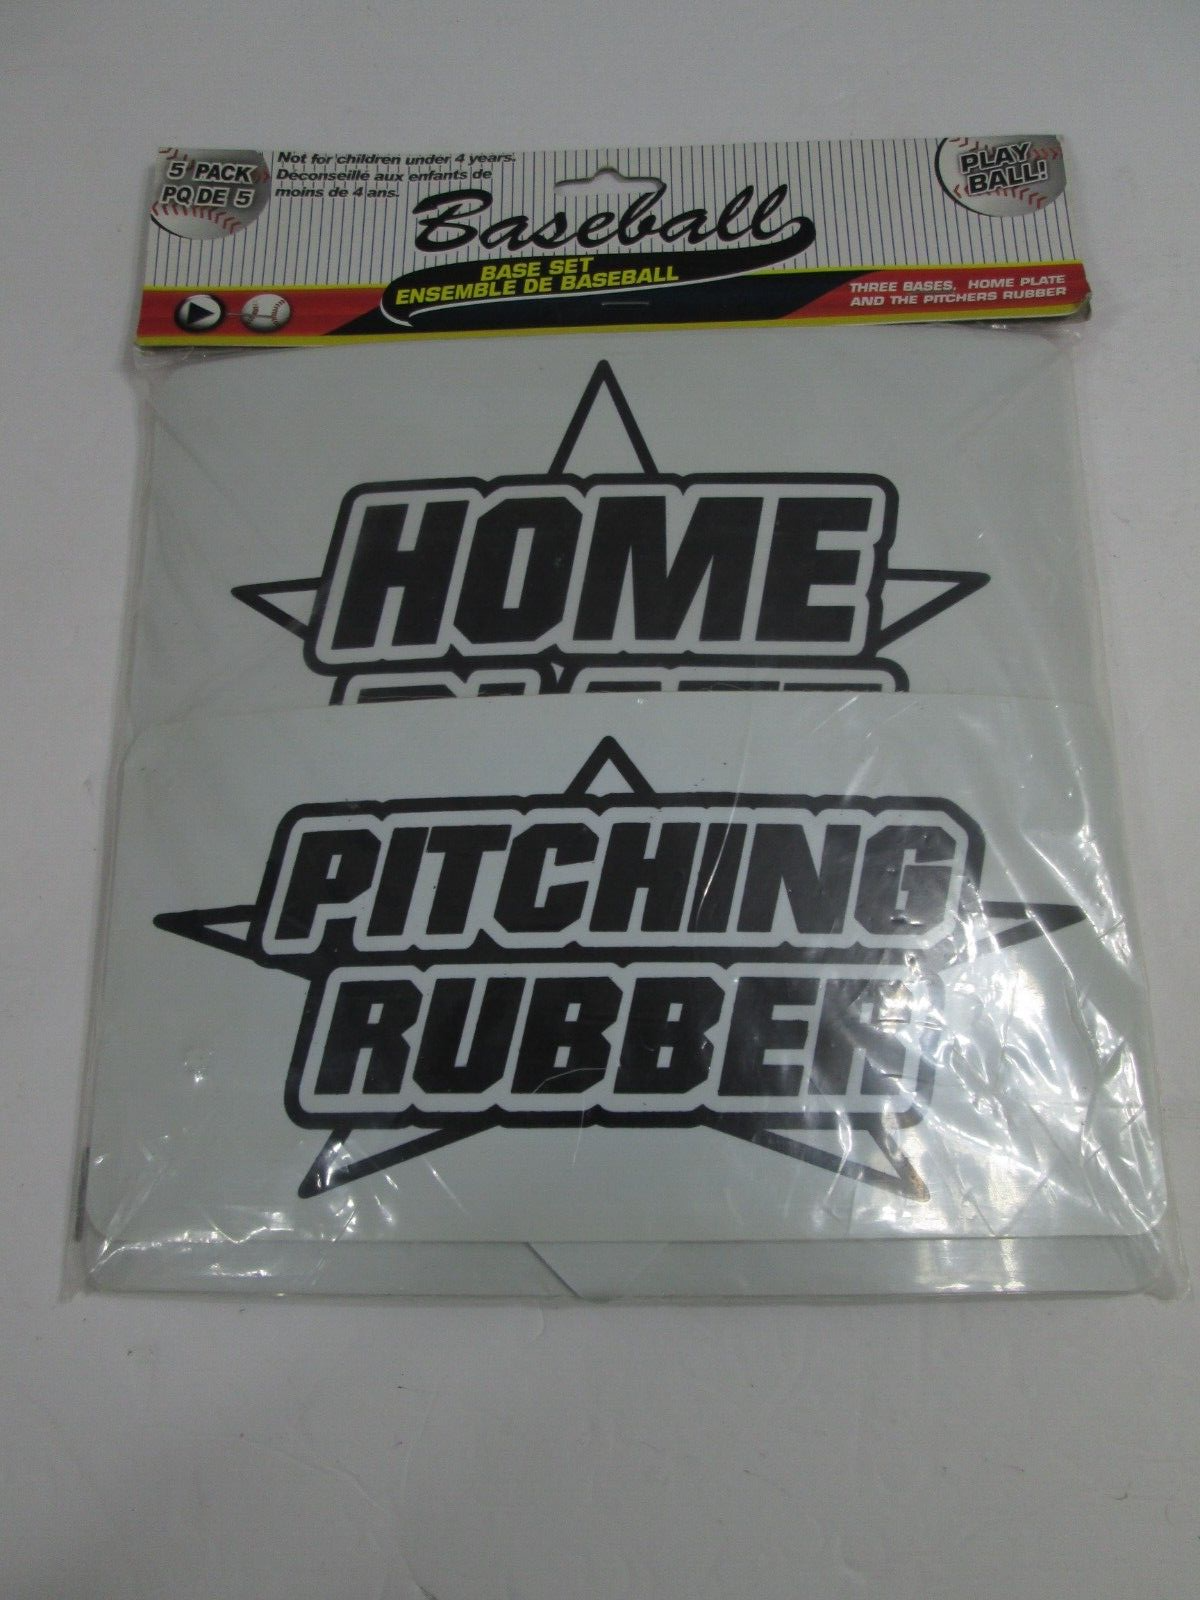 5 PACK
PQ DE 5
Not for children under 4 years.
Déconseillé aux enfants de
moins de 4 ans.
Baseball
BASE SET
ENSEMBLE DE BASEBALL
PLAY
BALL!
THREE BASES, HOME PLATE
AND THE PITCHERS RUBBER
HOME
PITCHING
RUBBER